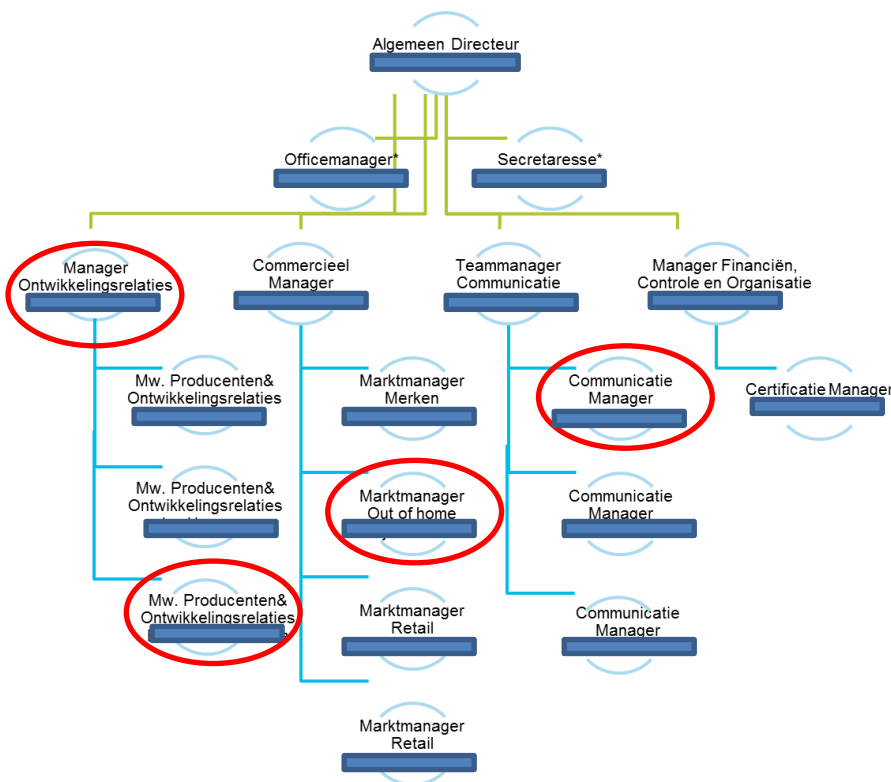 Algemeen Directeur
Officemanager*
Secretaresse*
Manager
Ontwikkelingsrelaties
Commercieel
Manager
Teammanager
Communicatie
Manager Financiën,
Controle en Organisatie
Mw. Producenten&
Ontwikkelingsrelaties
Marktmanager
Merken
Communicatie
Manager
Certificatie Manager
Mw. Producenten&
Ontwikkelingsrelaties
Marktmanager
Out of home
Communicatie
Manager
Mw. Producenten&
Ontwikkelingsrelaties
Marktmanager
Retail
Communicatie
Manager
Marktmanager
Retail